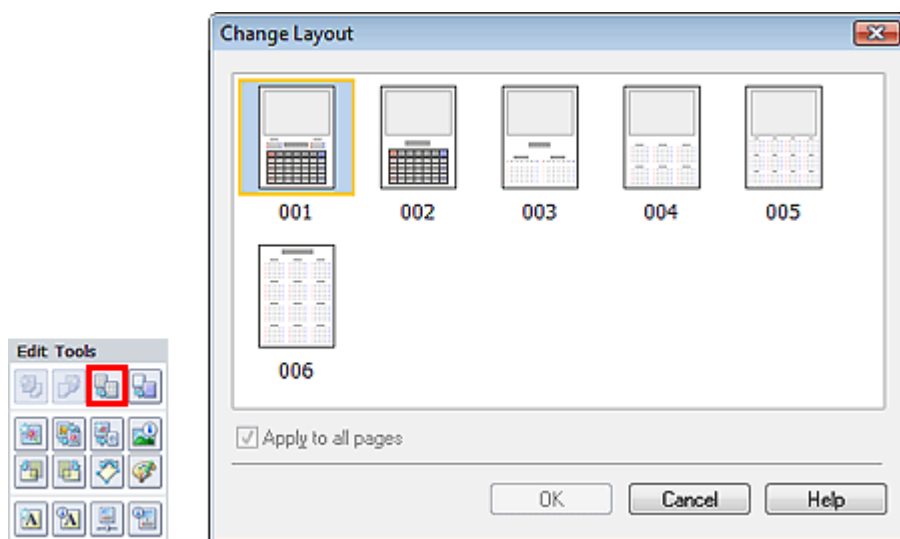 Change Layout
001 002 003 004 005
006
Edit Tools
Apply to all pages
OK Cancel Help